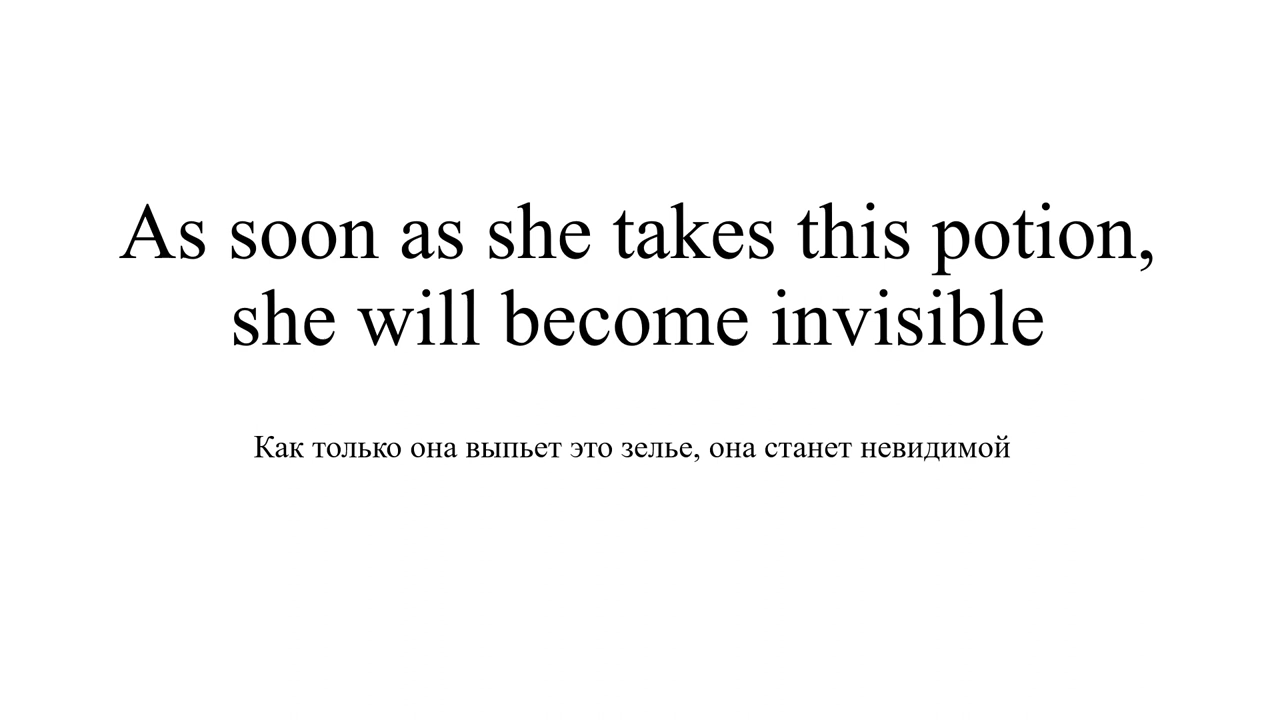 As soon as she takes this potion,
she will become invisible
Как только она выпьет это зелье, она станет невидимой